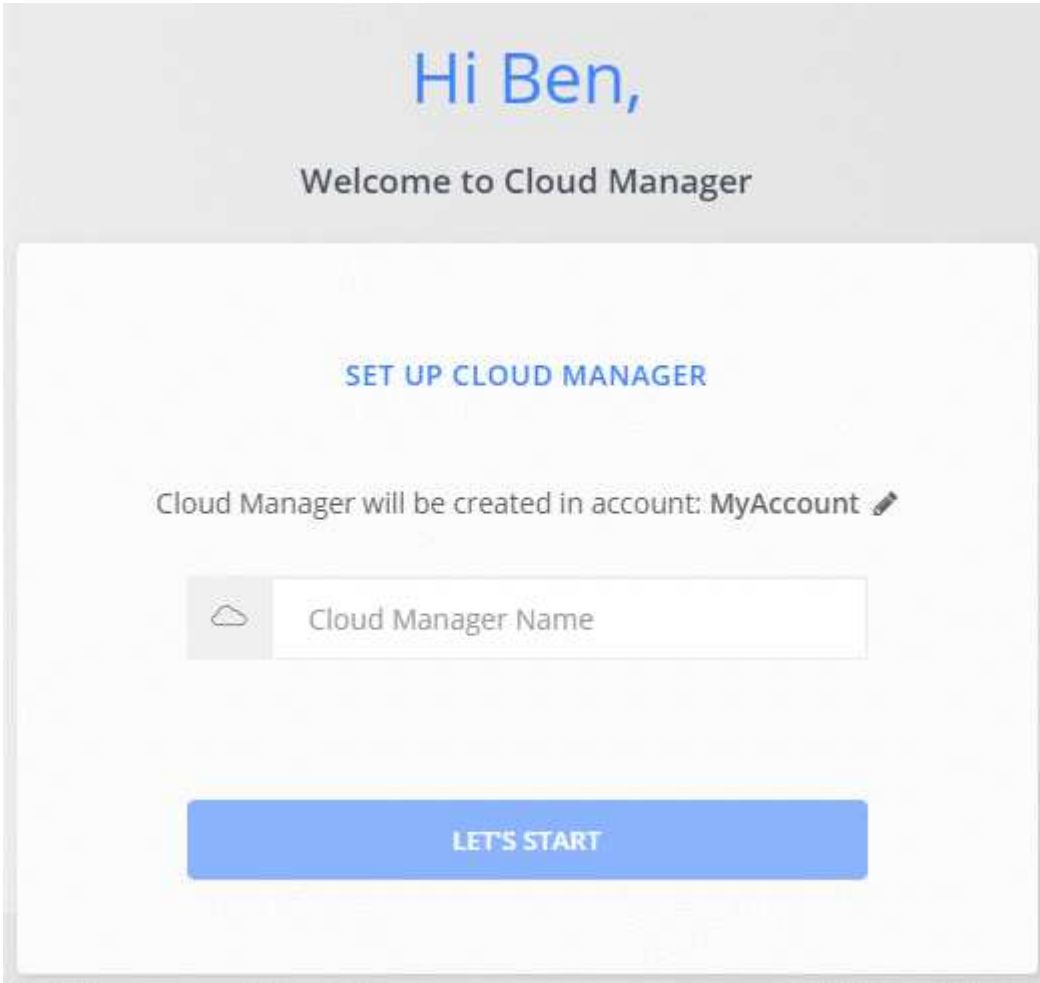 Hi Ben,
Welcome to Cloud Manager
SET UP CLOUD MANAGER
Cloud Manager will be created in account: MyAccount
Cloud Manager Name
LET'S START